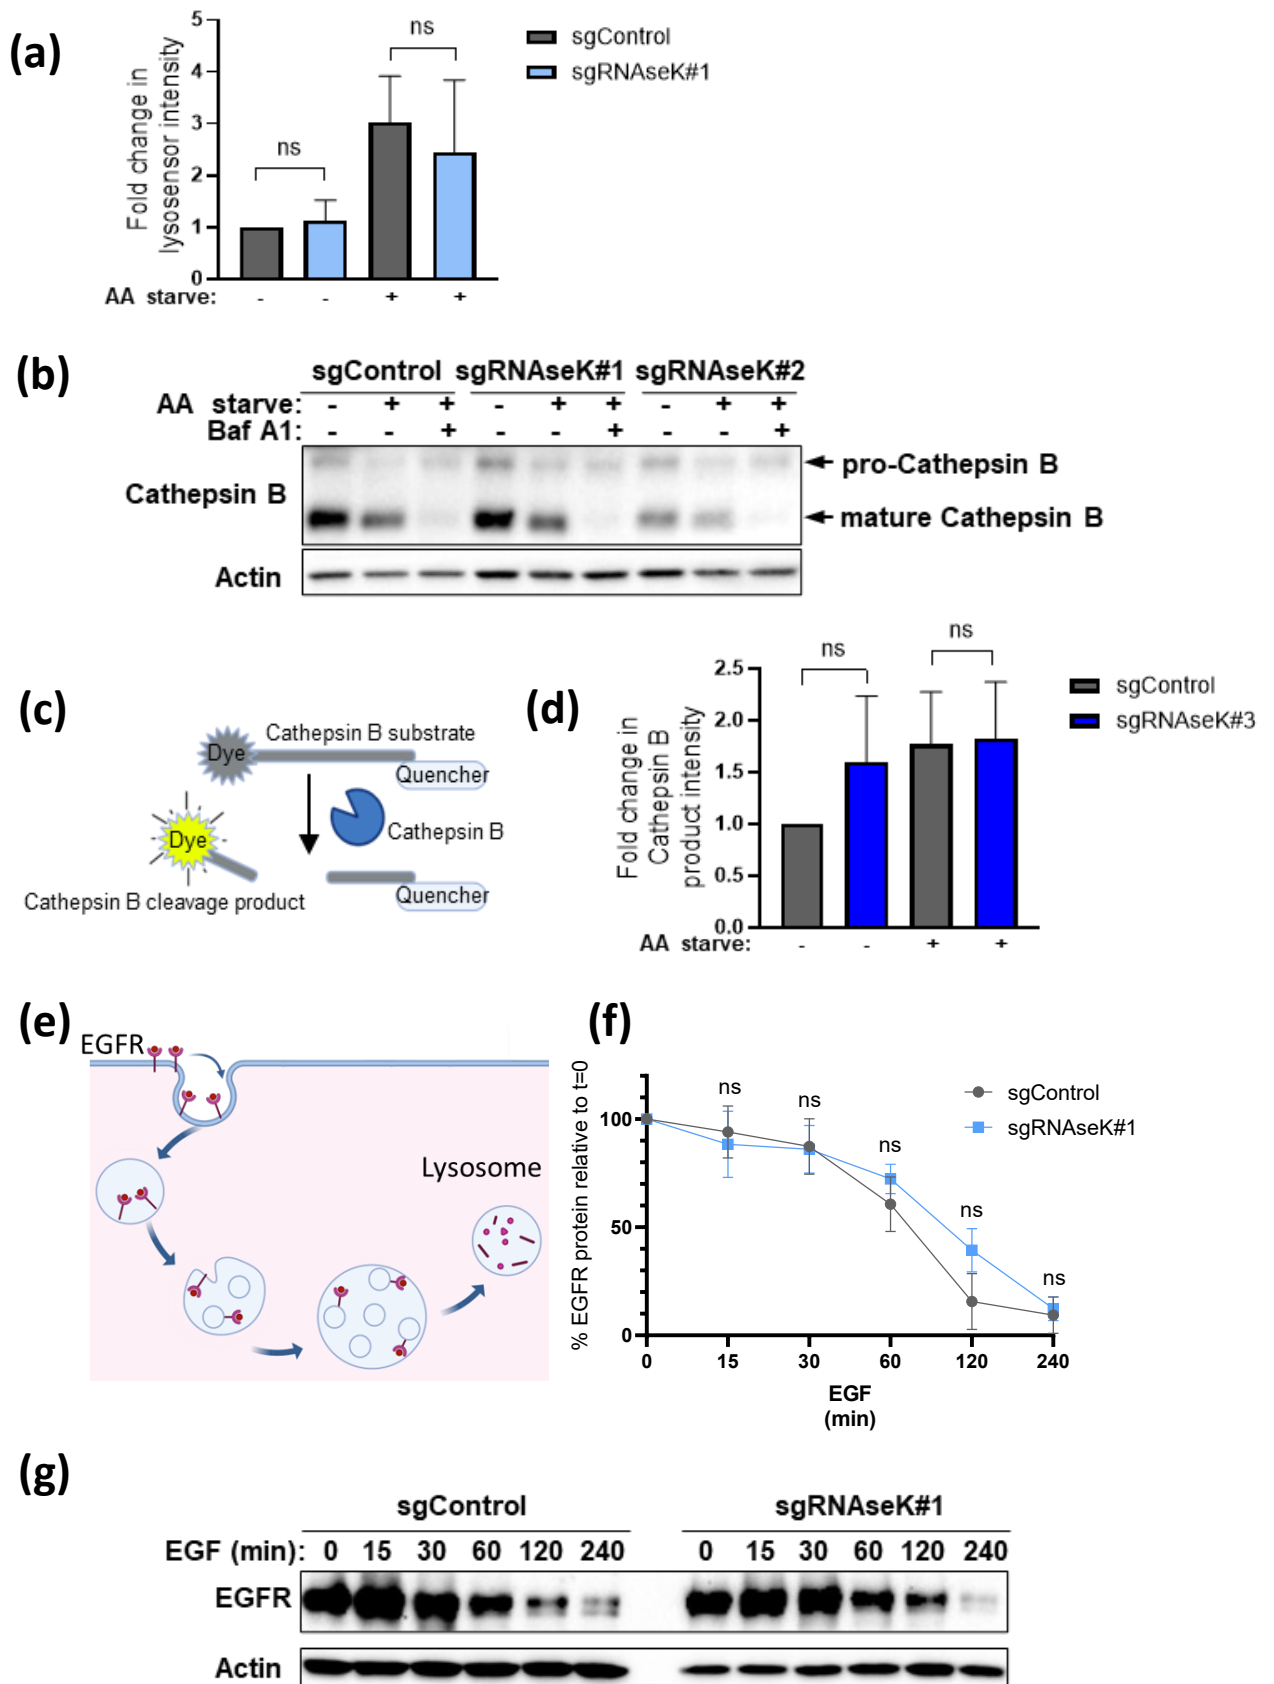 (a)
Fold change in
lysosensor intensity
5
4
3
2
1
0
ns
ns
sgControl
sgRNAseK#1
AA starve: - - + +
(b)
sgControl sgRNAseK#1 sgRNAseK#2
AA starve: - + + - + + - + +
Baf A1: - - + - - + - - +
Cathepsin B
pro-Cathepsin B
mature Cathepsin B
Actin
(c)
Dye
Cathepsin B substrate
Quencher
Cathepsin B
Dye
Cathepsin B cleavage product
Quencher
(d)
Fold change in
Cathepsin B
product intensity
2.5
2.0
1.5
1.0
0.5
0.0
ns
ns
sgControl
sgRNAseK#3
AA starve: - - + +
(e)
EGFR
Lysosome
(f)
% EGFR protein relative to t=0
100
50
0
ns
ns
ns
ns
ns
sgControl
sgRNAseK#1
0 15 30 60 120 240
EGF
(min)
(g)
sgControl sgRNAseK#1
EGF (min): 0 15 30 60 120 240 0 15 30 60 120 240
EGFR
Actin